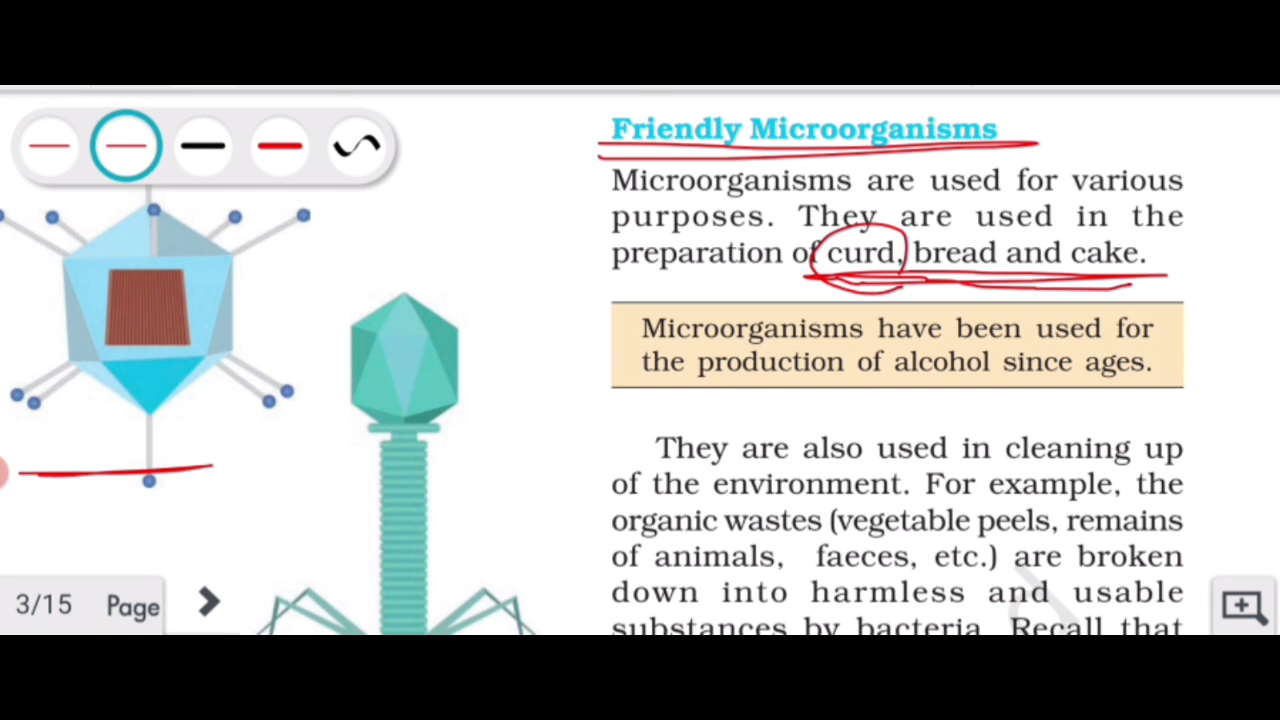 Friendly Microorganisms
Microorganisms are used for various
purposes. They are used in the
preparation of curd, bread and cake.
Microorganisms have been used for
the production of alcohol since ages.
They are also used in cleaning up
of the environment. For example, the
organic wastes (vegetable peels, remains
of animals, faeces, etc.) are broken
down into harmless and usable
substances by bacteria. Recall that
3/15 Page